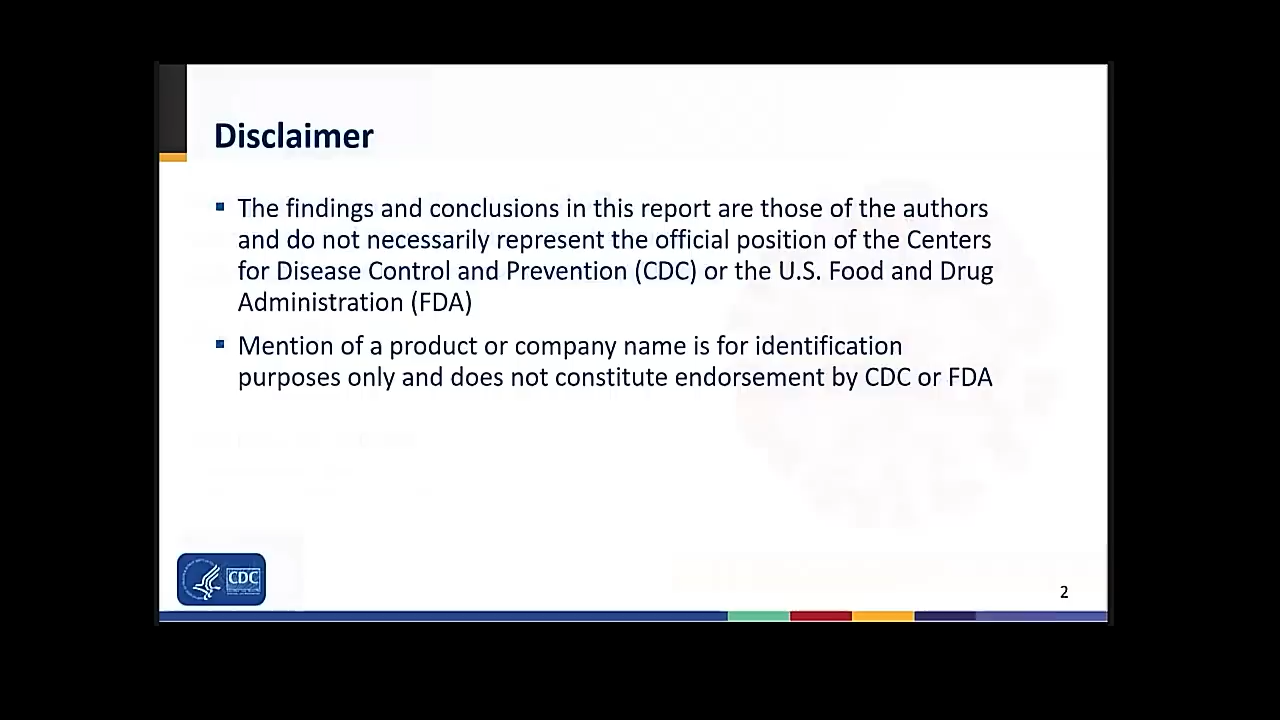 Disclaimer
The findings and conclusions in this report are those of the authors
and do not necessarily represent the official position of the Centers
for Disease Control and Prevention (CDC) or the U.S. Food and Drug
Administration (FDA)
Mention of a product or company name is for identification
purposes only and does not constitute endorsement by CDC or FDA
CDC
2